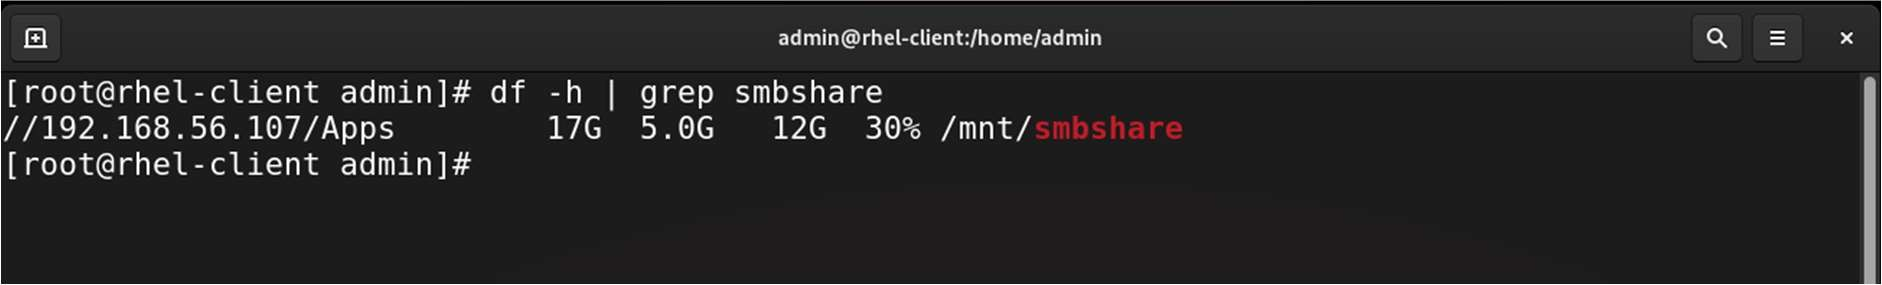 admin@rhel-client:/home/admin
[root@rhel-client admin]# df -h | grep smbshare
//192.168.56.107/Apps        17G  5.0G   12G  30% /mnt/smbshare
[root@rhel-client admin]#